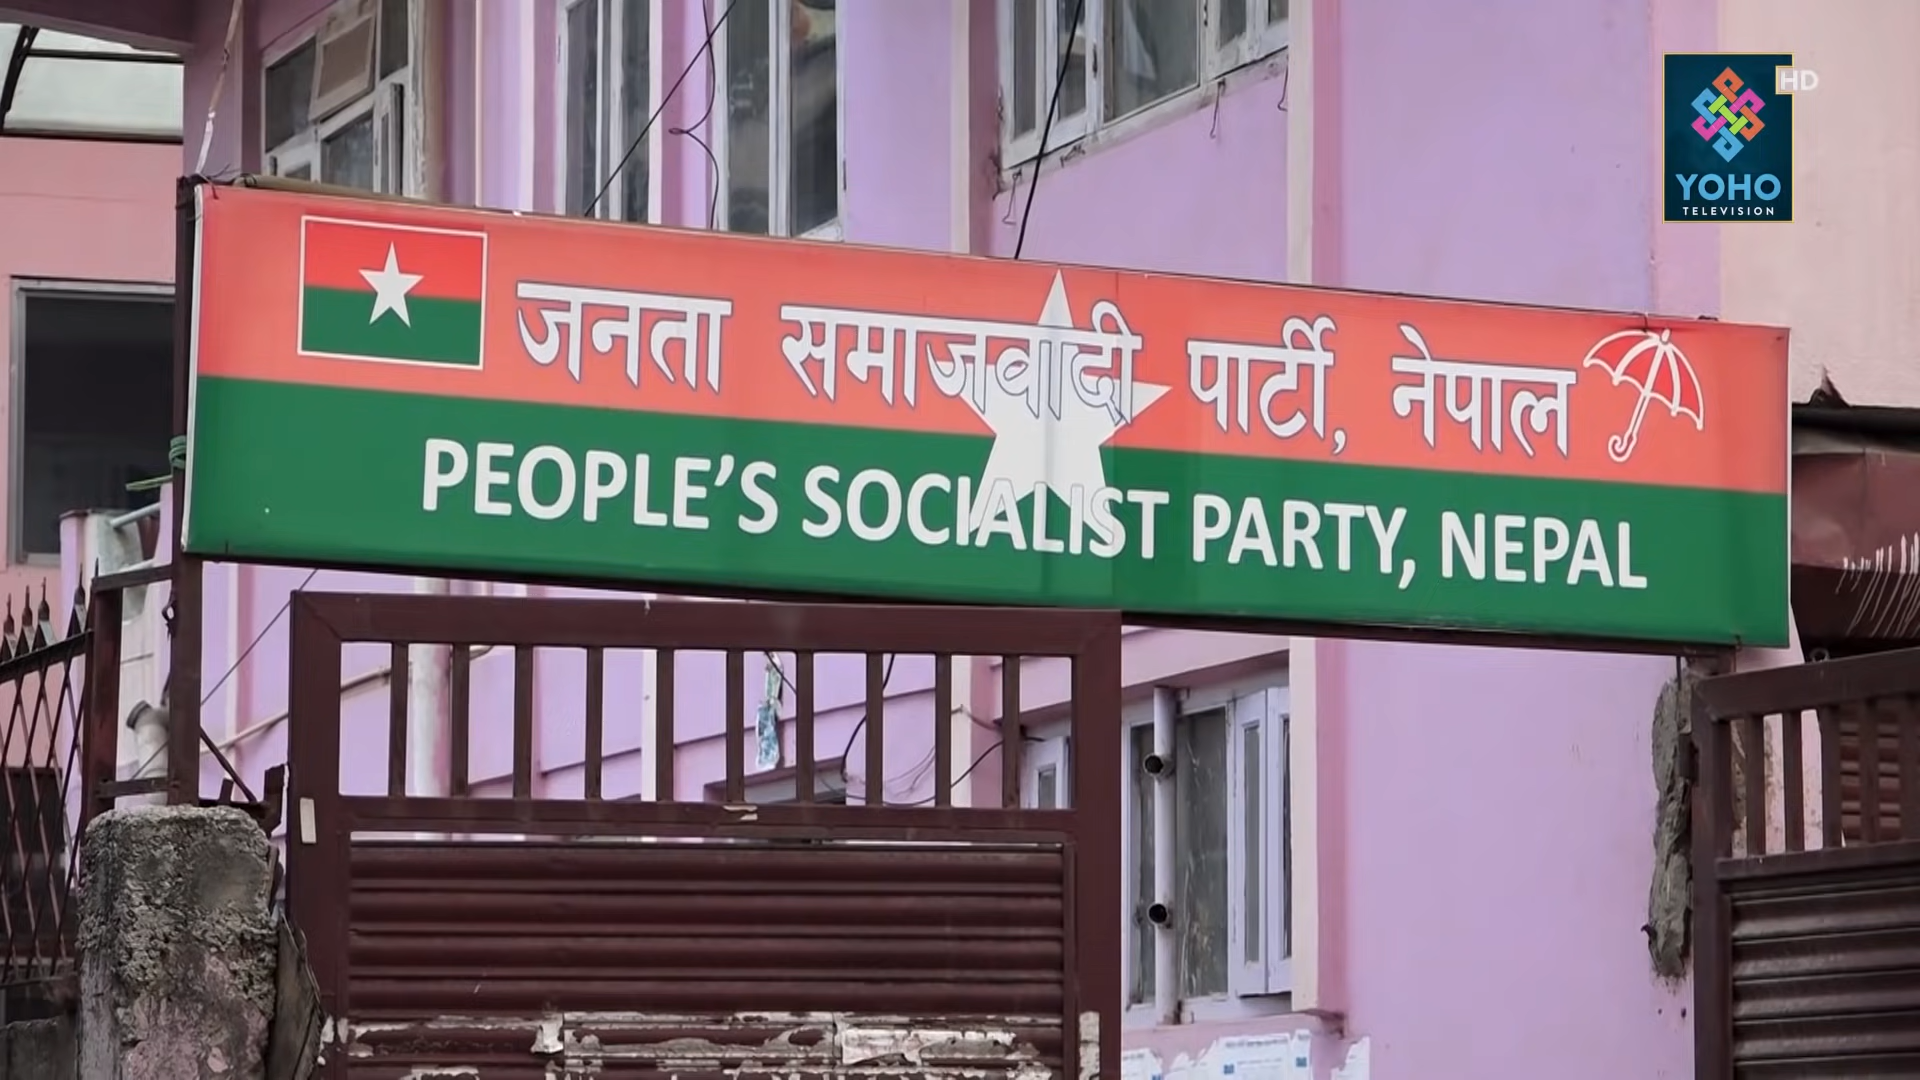 जनता समाजवादी पार्टी, नेपाल
PEOPLE'S SOCIALIST PARTY, NEPAL
HD
YOHO
TELEVISION